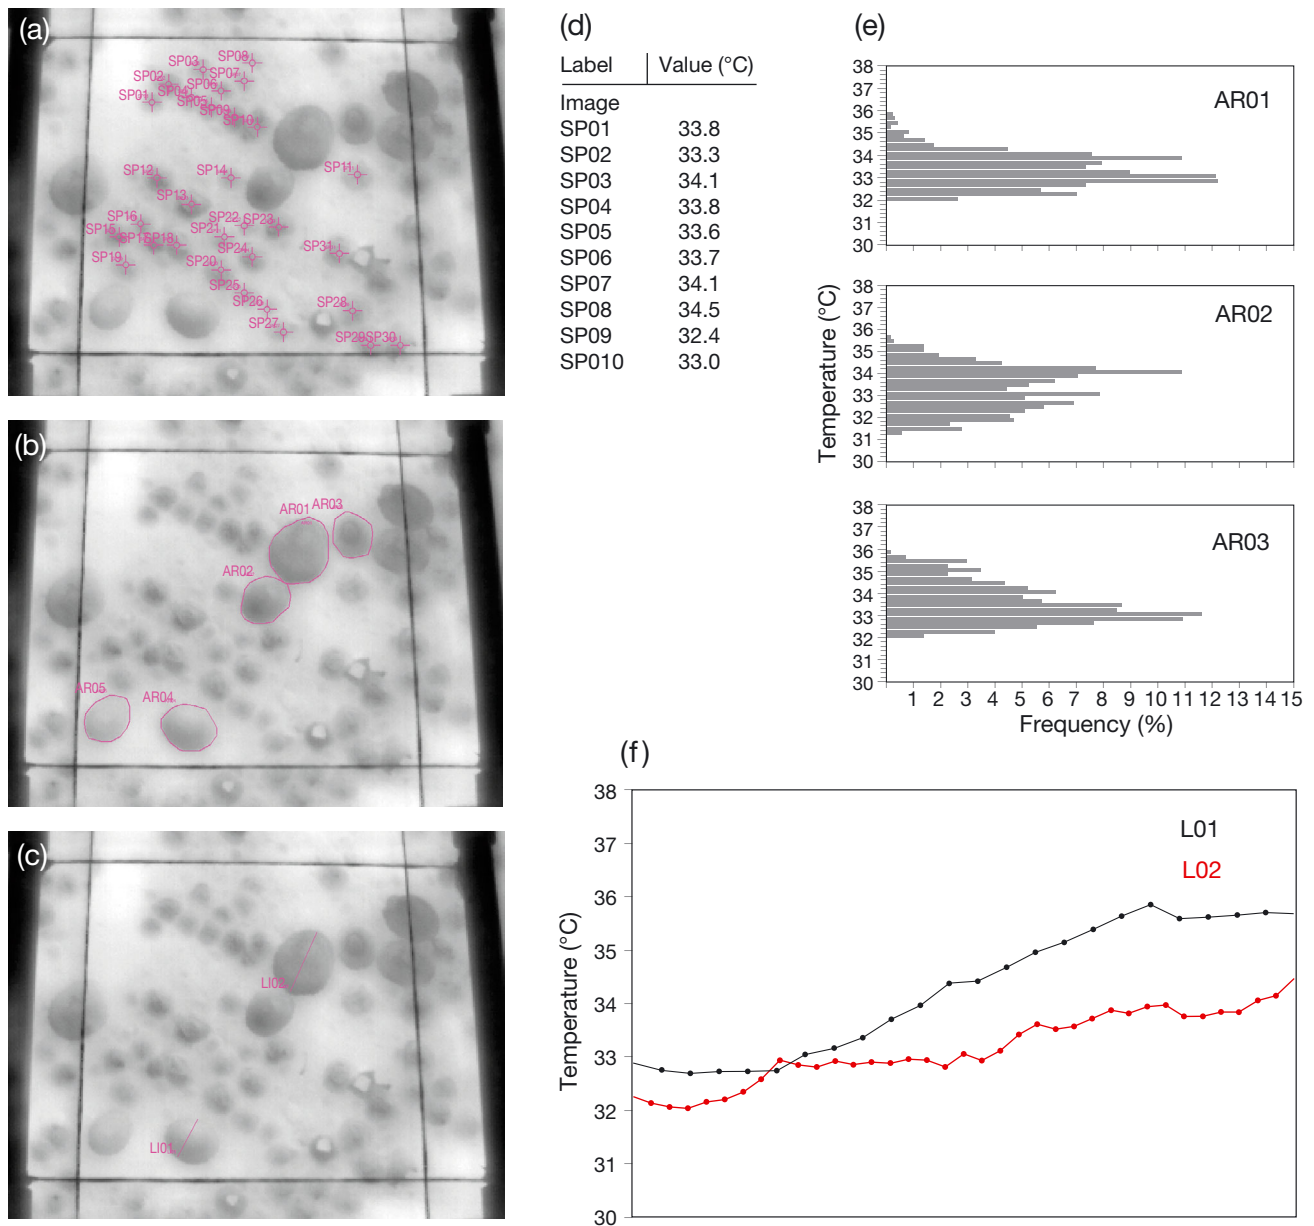 (a)
SP08
SP03
SP07
SP02
SP06
SP04
SP01
SP05
SP09
SP10
SP12
SP14
SP11
SP13
SP16
SP22
SP23
SP15
SP21
SP17
SP18
SP31
SP24
SP19
SP20
SP25
SP26
SP28
SP27
SP29
SP30
(b)
AR01
AR03
AR02
AR05
AR04
(c)
LI02
LI01
(d)
Label Value (°C)
Image
SP01 33.8
SP02 33.3
SP03 34.1
SP04 33.8
SP05 33.6
SP06 33.7
SP07 34.1
SP08 34.5
SP09 32.4
SP010 33.0
(e)
38
37
36
35
34
33
32
31
30
AR01
38
37
36
35
34
33
32
31
30
AR02
38
37
36
35
34
33
32
31
30
AR03
Temperature (°C)
1 2 3 4 5 6 7 8 9 10 11 12 13 14 15
Frequency (%)
(f)
38
37
36
35
34
33
32
31
30
Temperature (°C)
L01
L02